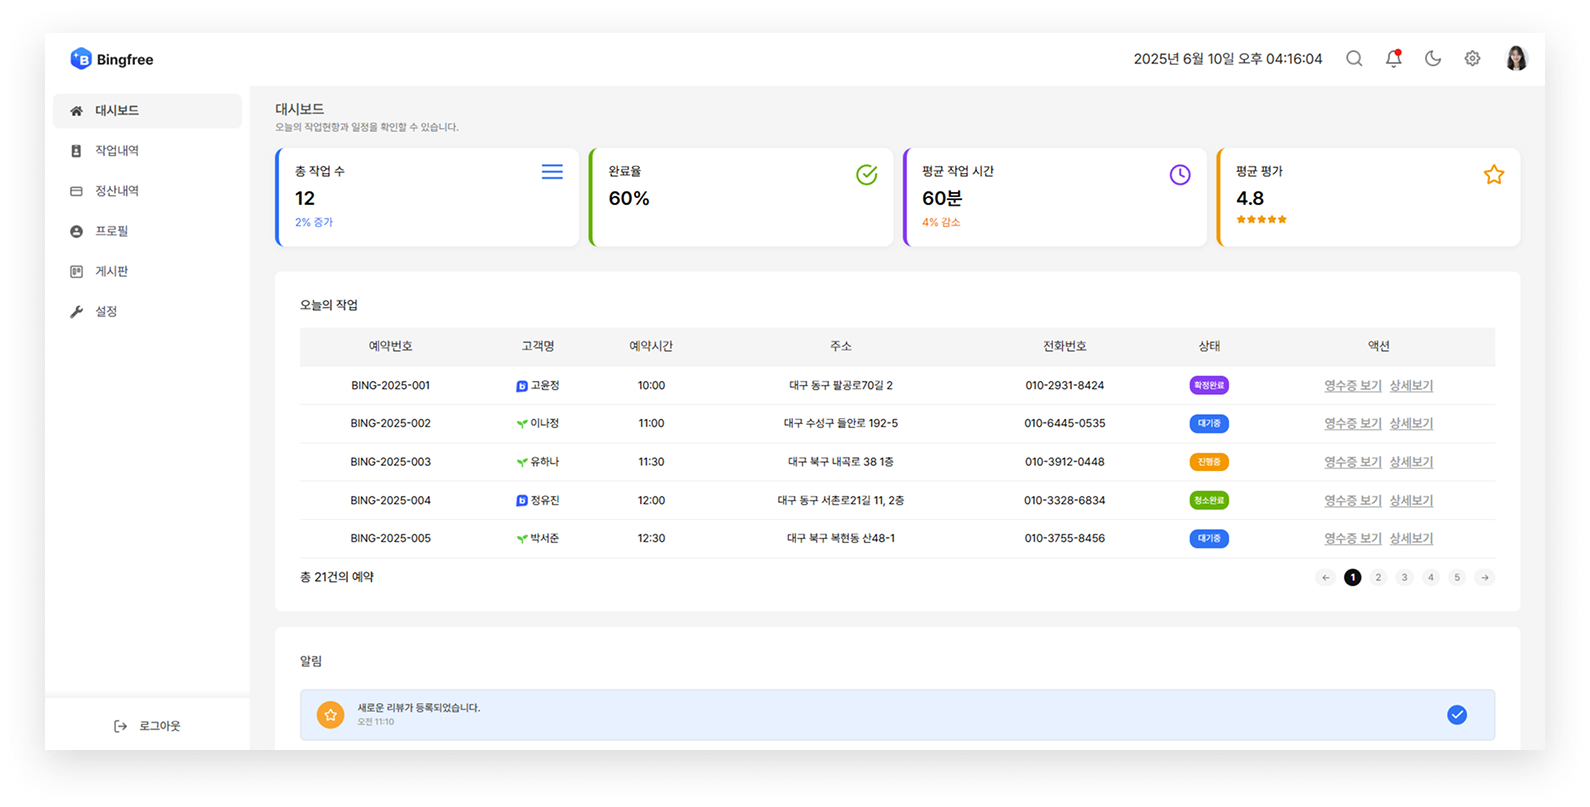 Bingfree
2025년 6월 10일 오후 04:16:04
대시보드
작업내역
정산내역
프로필
게시판
설정
로그아웃
대시보드
오늘의 작업현황과 일정을 확인할 수 있습니다.
총 작업 수
12
2% 증가
완료율
60%
평균 작업 시간
60분
4% 감소
평균 평가
4.8
오늘의 작업
예약번호 고객명 예약시간 주소 전화번호 상태 액션
BING-2025-001 고윤정 10:00 대구 동구 팔공로70길 2 010-2931-8424 확정완료 영수증 보기 상세보기
BING-2025-002 이나정 11:00 대구 수성구 들안로 192-5 010-6445-0535 대기중 영수증 보기 상세보기
BING-2025-003 유하나 11:30 대구 북구 내곡로 38 1층 010-3912-0448 진행중 영수증 보기 상세보기
BING-2025-004 정유진 12:00 대구 동구 서촌로21길 11, 2층 010-3328-6834 청소완료 영수증 보기 상세보기
BING-2025-005 박서준 12:30 대구 북구 복현동 산48-1 010-3755-8456 대기중 영수증 보기 상세보기
총 21건의 예약
← 1 2 3 4 5 →
알림
새로운 리뷰가 등록되었습니다.
오전 11:10